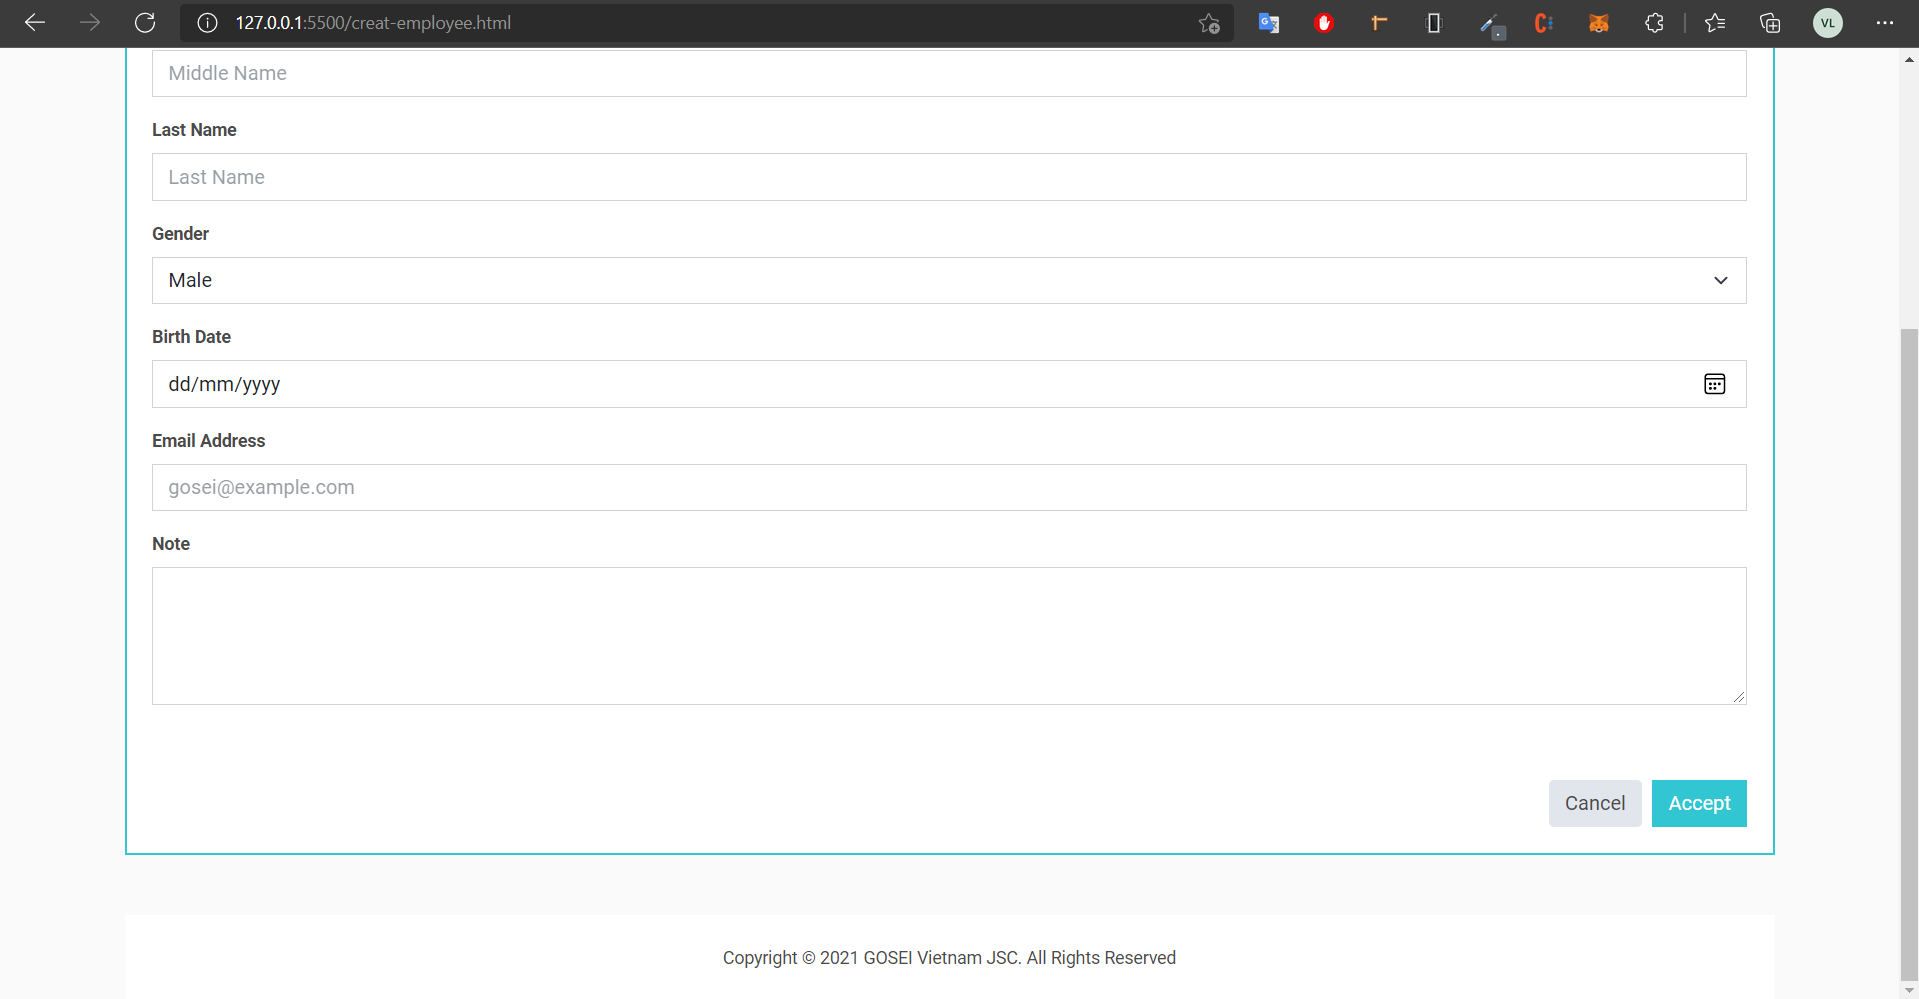 127.0.0.1:5500/creat-employee.html
VL
Middle Name
Last Name
Last Name
Gender
Male
Birth Date
dd/mm/yyyy
Email Address
gosei@example.com
Note
Cancel Accept
Copyright © 2021 GOSEI Vietnam JSC. All Rights Reserved